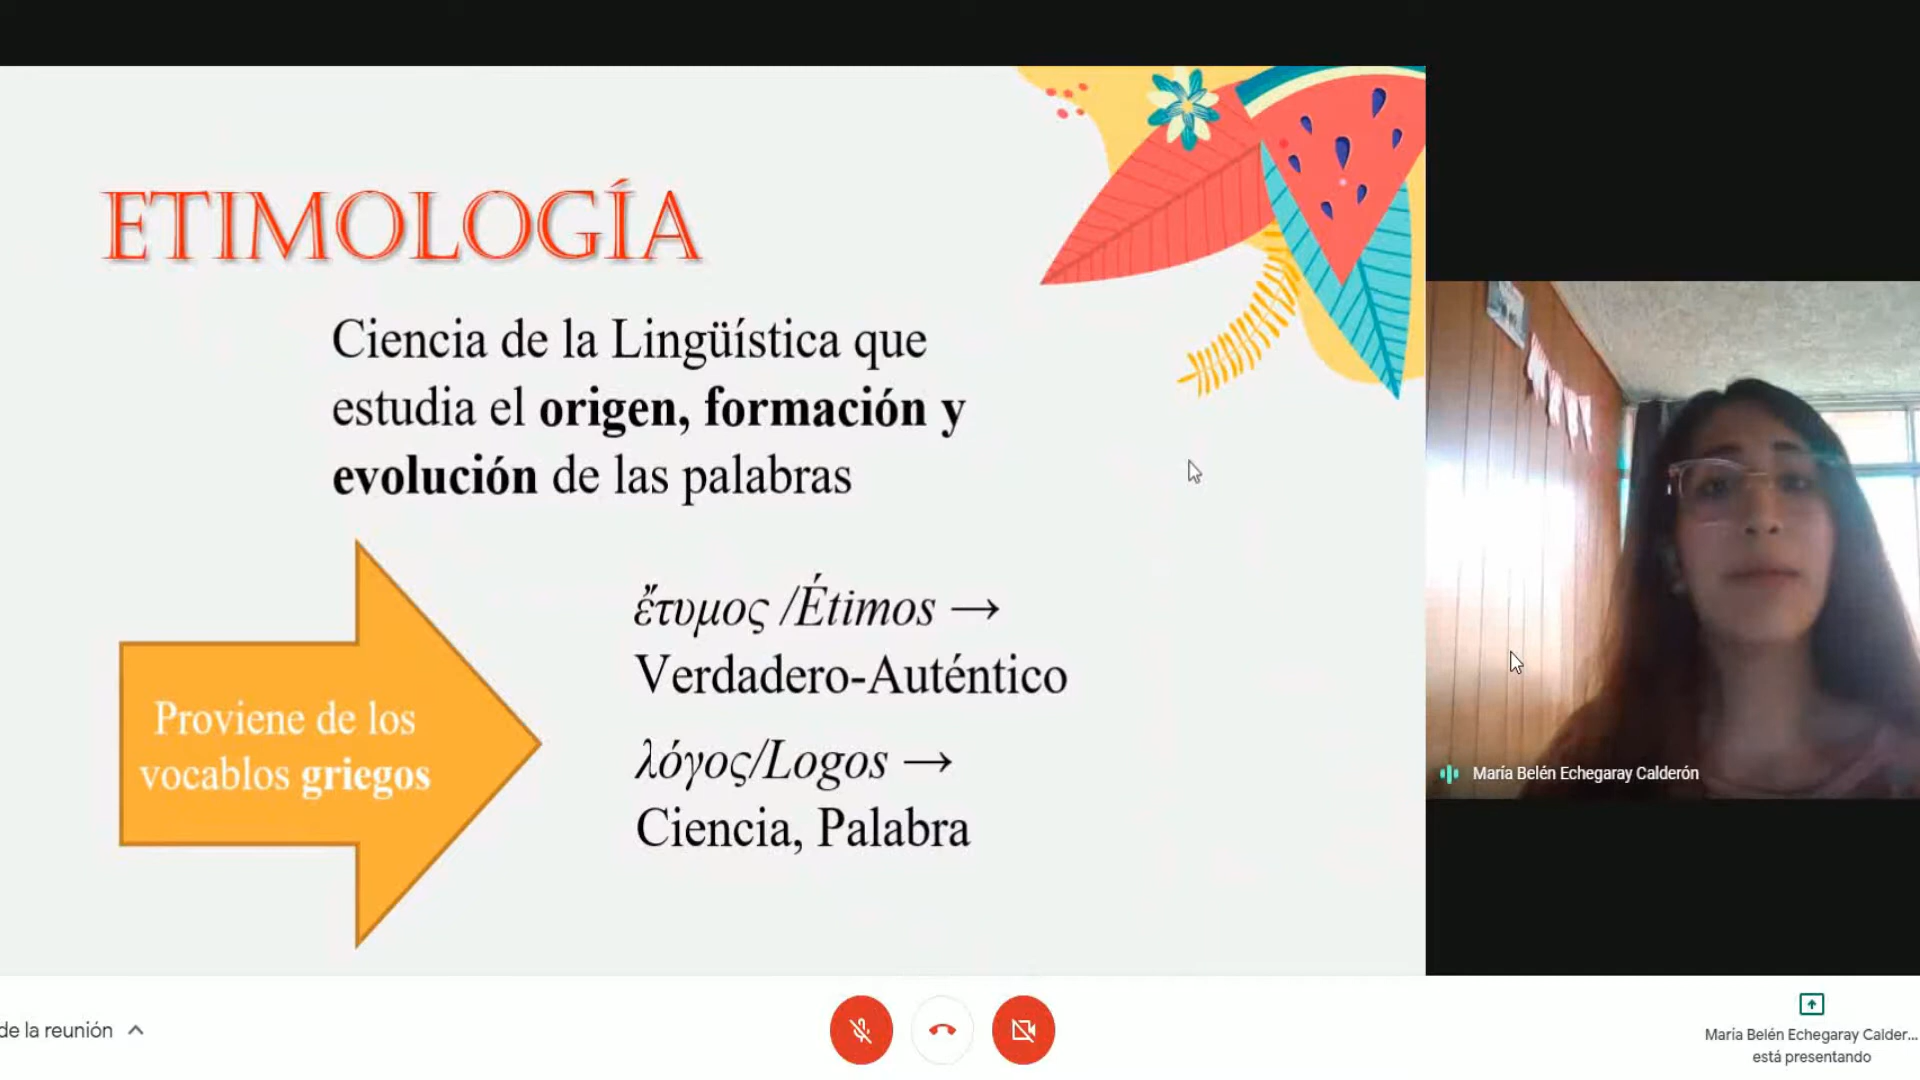 ETIMOLOGÍA
Ciencia de la Lingüística que
estudia el origen, formación y
evolución de las palabras
Proviene de los
vocablos griegos
ἔτυμος /Étimos →
Verdadero-Auténtico
λόγος/Logos →
Ciencia, Palabra
María Belén Echegaray Calderón
de la reunión
María Belén Echegaray Calder...
está presentando